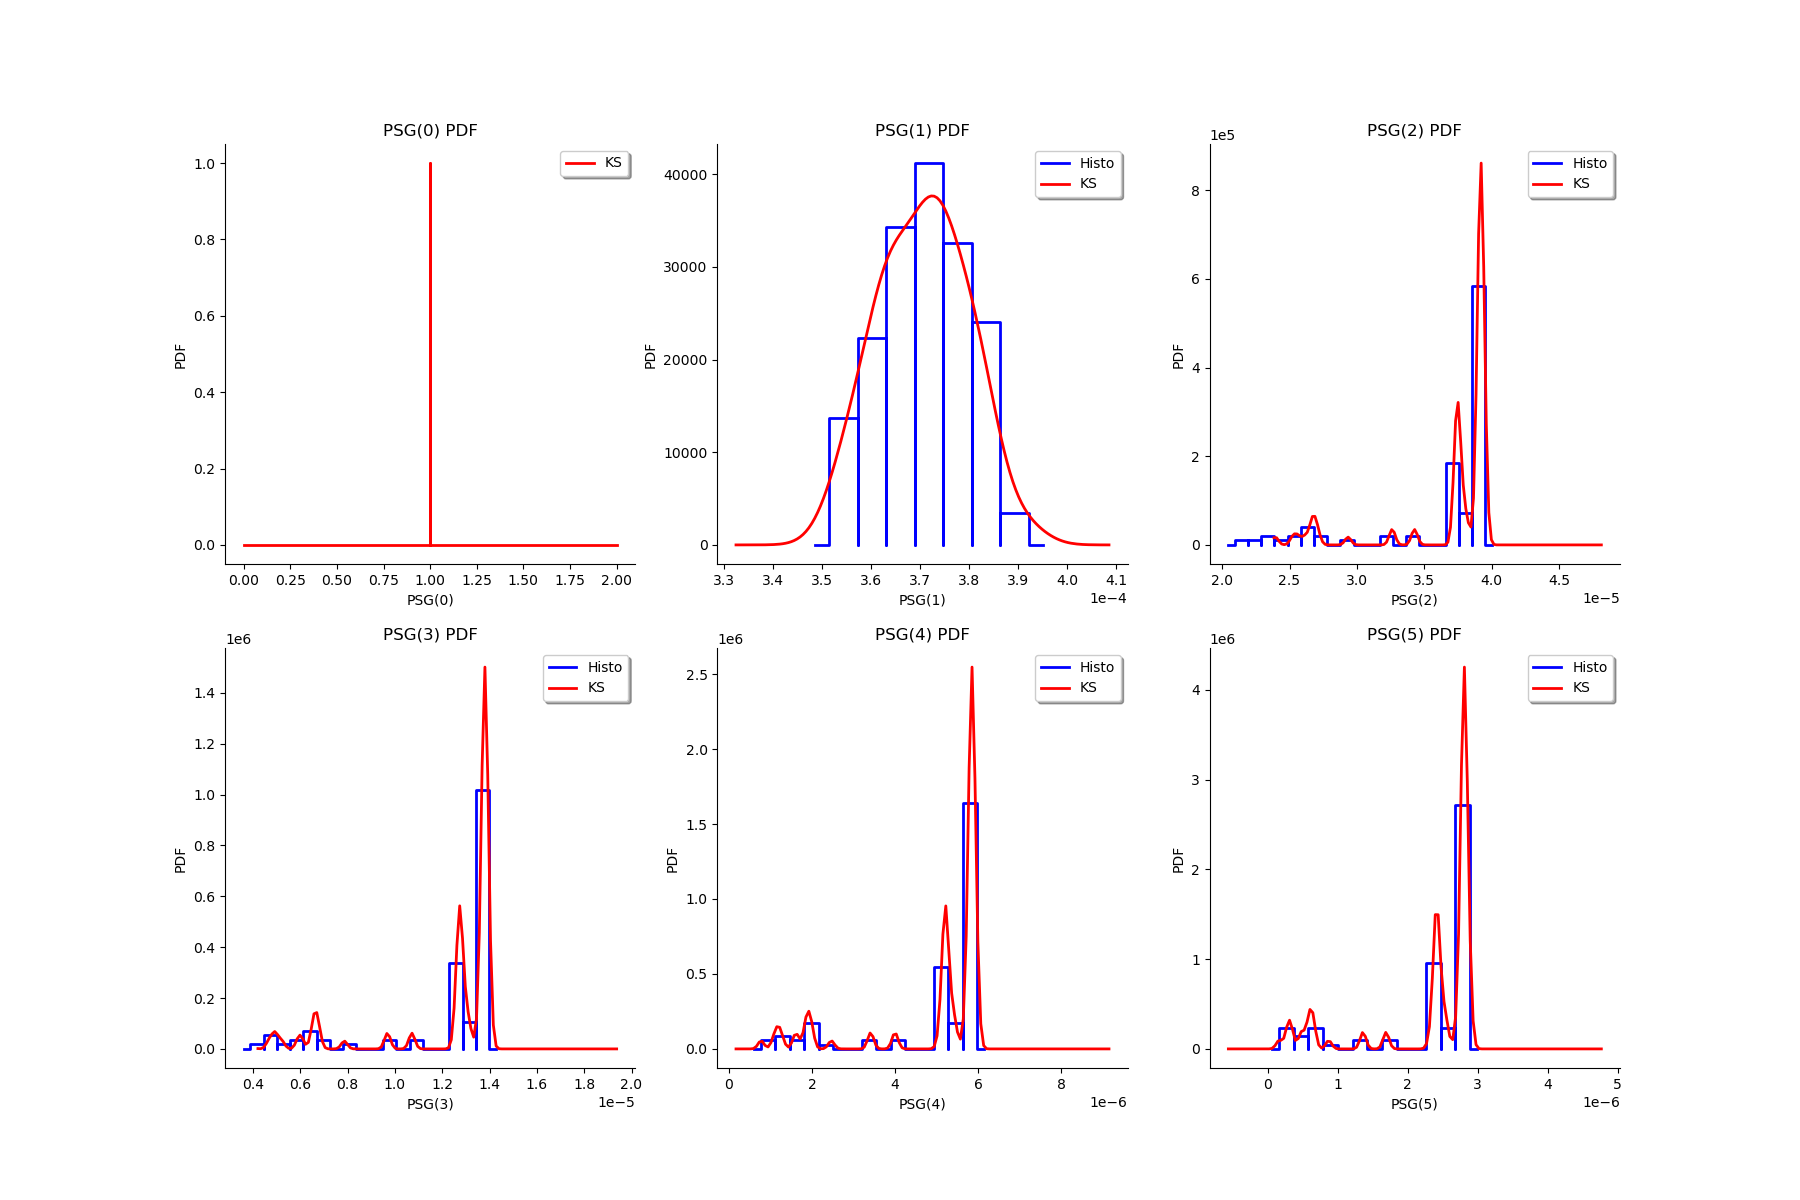 PSG(0) PDF
KS
1.0
0.8
0.6
0.4
0.2
0.0
PDF
0.00 0.25 0.50 0.75 1.00 1.25 1.50 1.75 2.00
PSG(0)
PSG(1) PDF
Histo
KS
40000
30000
20000
10000
0
PDF
3.3 3.4 3.5 3.6 3.7 3.8 3.9 4.0 4.1
PSG(1)
1e−4
PSG(2) PDF
1e5
Histo
KS
8
6
4
2
0
PDF
2.0 2.5 3.0 3.5 4.0 4.5
PSG(2)
1e−5
PSG(3) PDF
1e6
Histo
KS
1.4
1.2
1.0
0.8
0.6
0.4
0.2
0.0
PDF
0.4 0.6 0.8 1.0 1.2 1.4 1.6 1.8 2.0
PSG(3)
1e−5
PSG(4) PDF
1e6
Histo
KS
2.5
2.0
1.5
1.0
0.5
0.0
PDF
0 2 4 6 8
PSG(4)
1e−6
PSG(5) PDF
1e6
Histo
KS
4
3
2
1
0
PDF
0 1 2 3 4 5
PSG(5)
1e−6